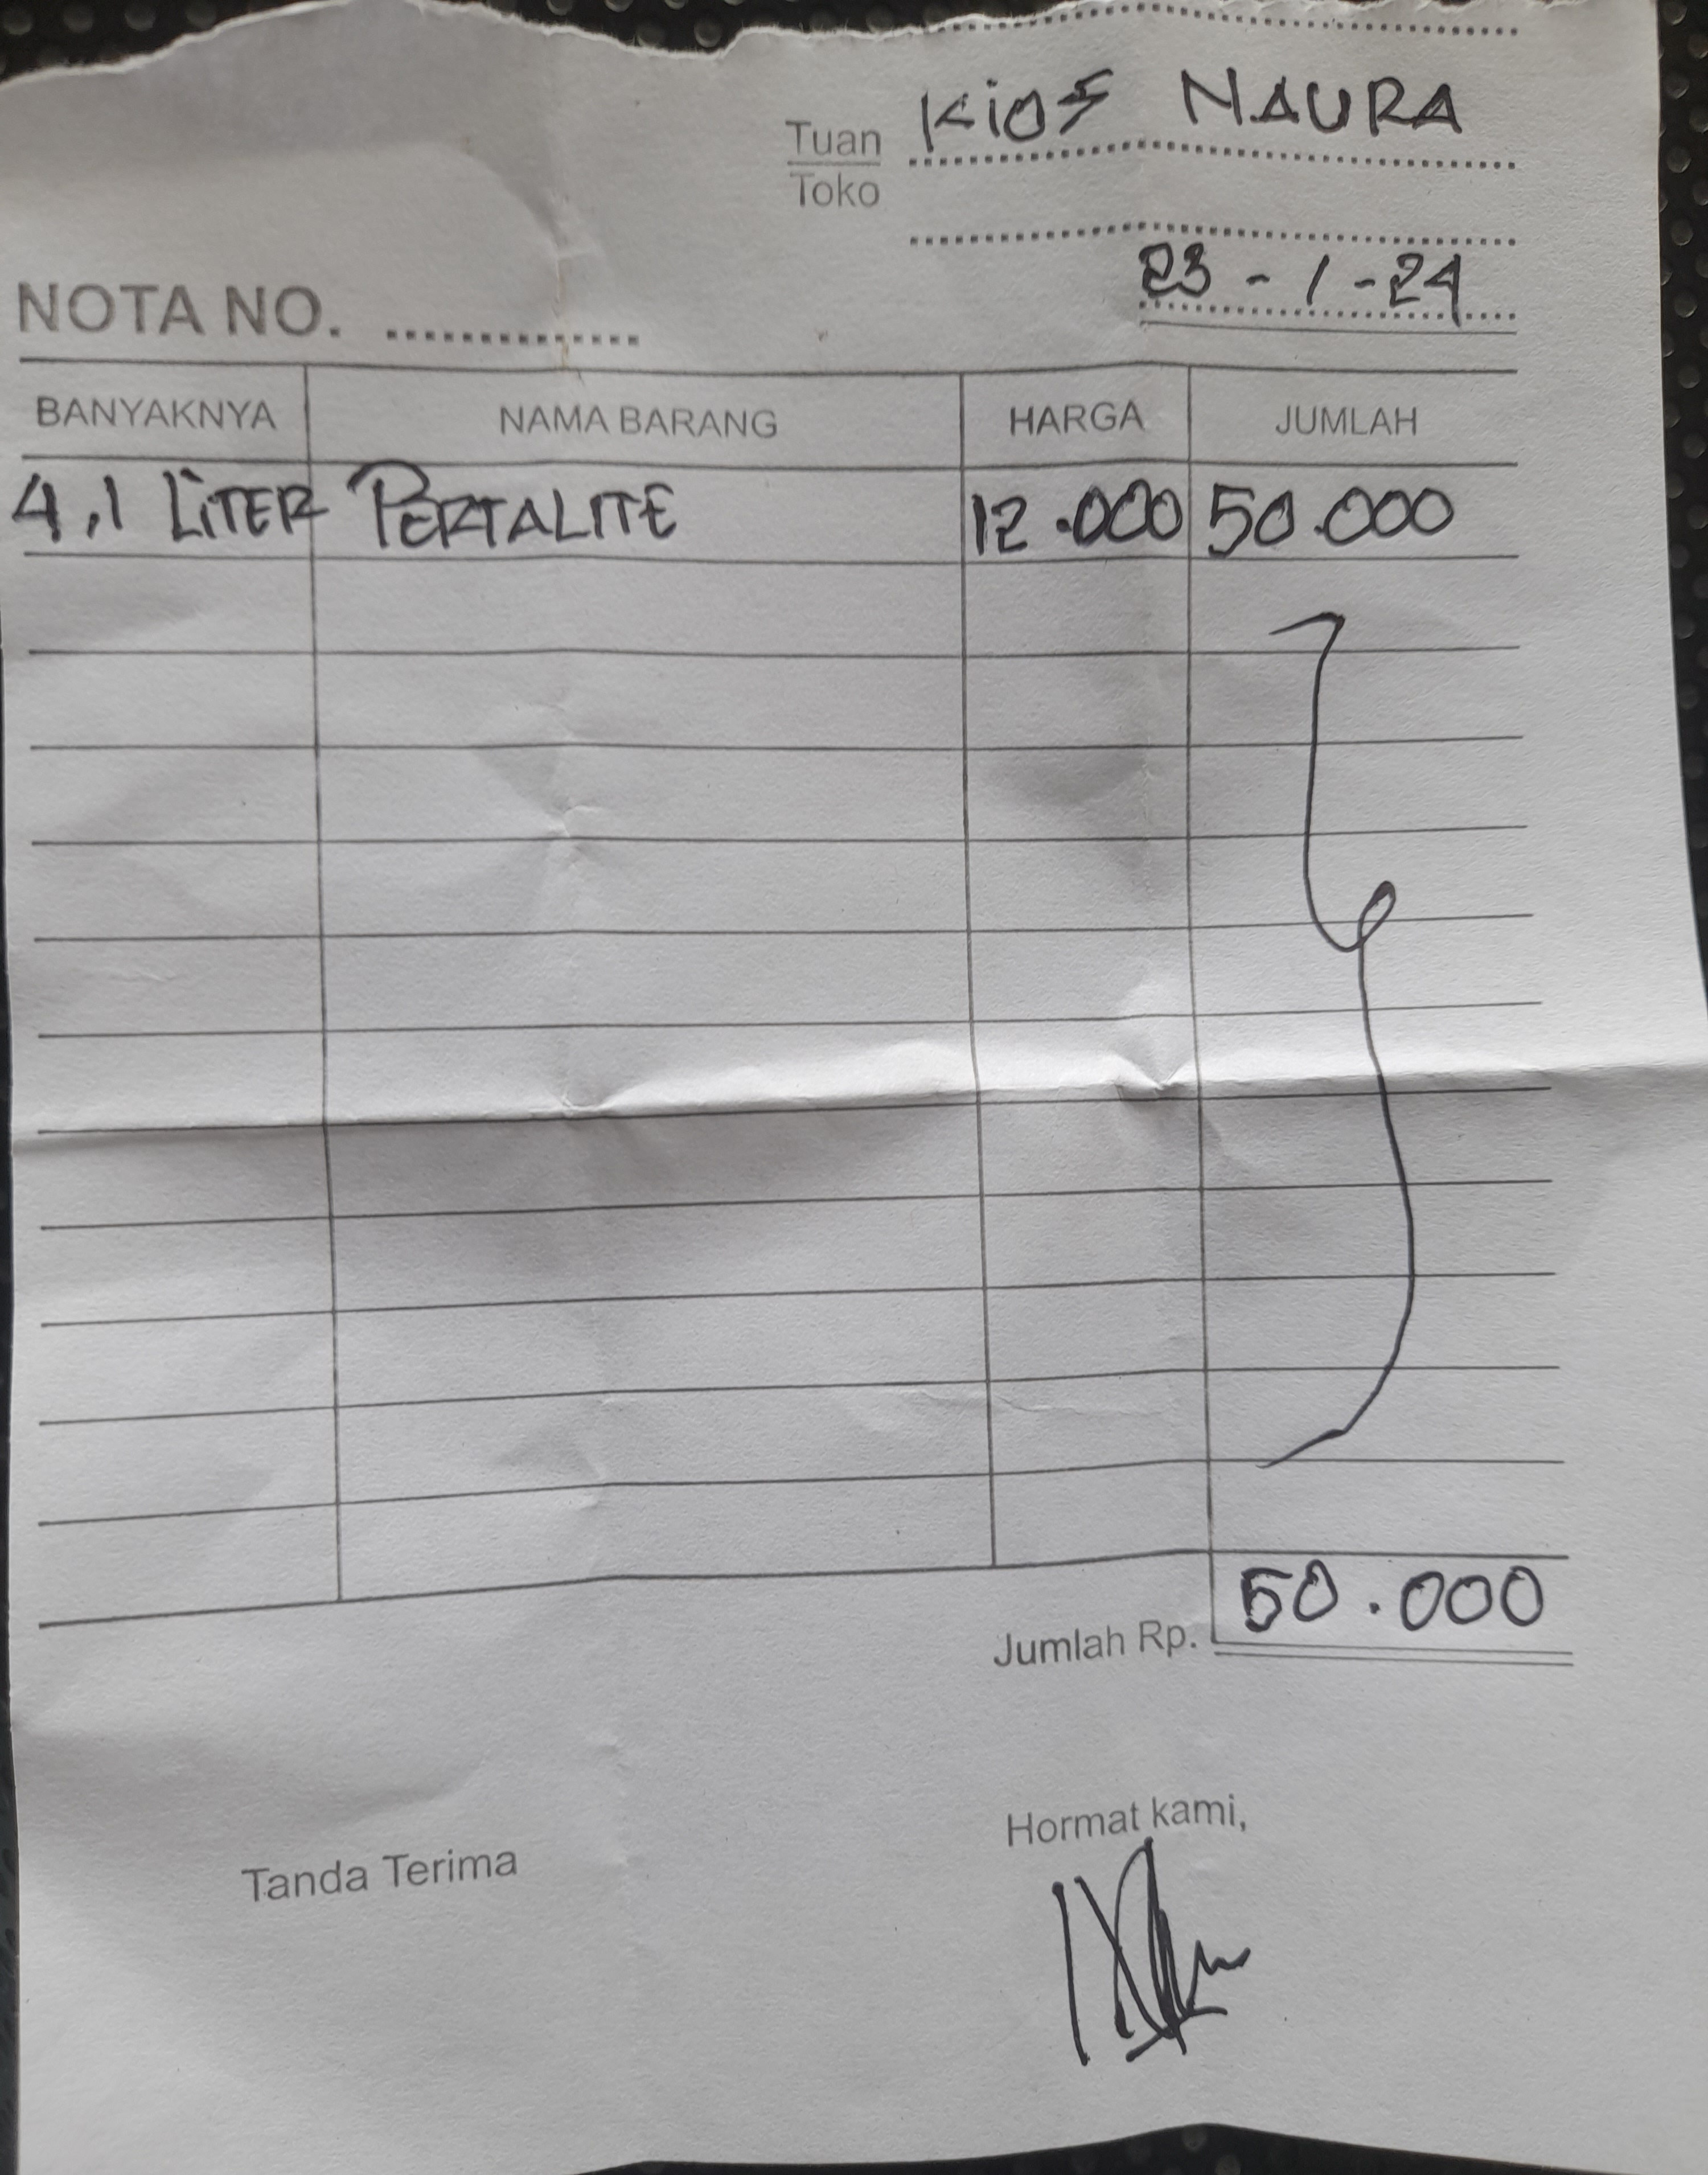 Tuan Kios NAURA
Toko
23 - 1 - 24
NOTA NO. ..............
BANYAKNYA NAMA BARANG HARGA JUMLAH
4,1 LiTER PERTALITE 12.000 50.000
Jumlah Rp. 50.000
Tanda Terima Hormat kami,